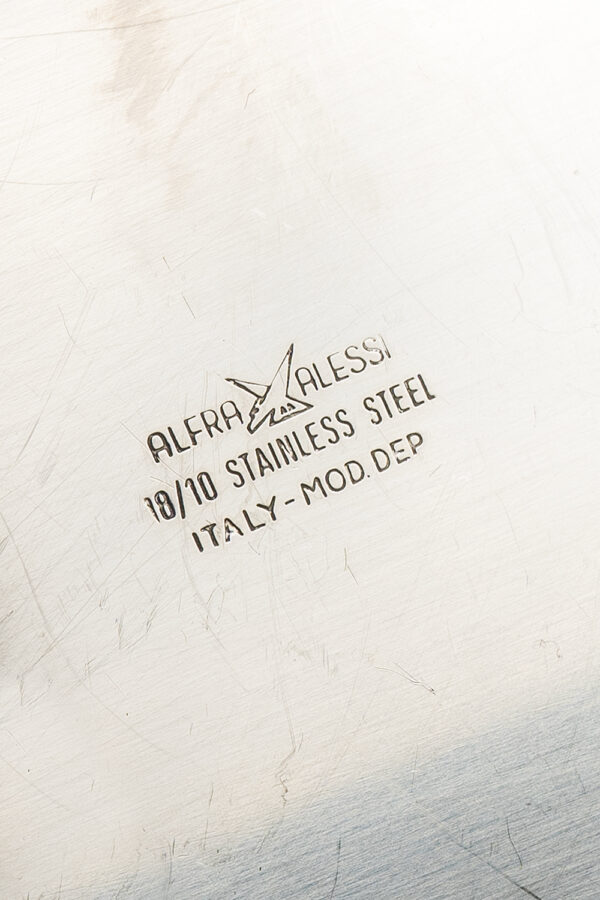 ALFRA ALESSI
18/10 STAINLESS STEEL
ITALY-MOD.DEP